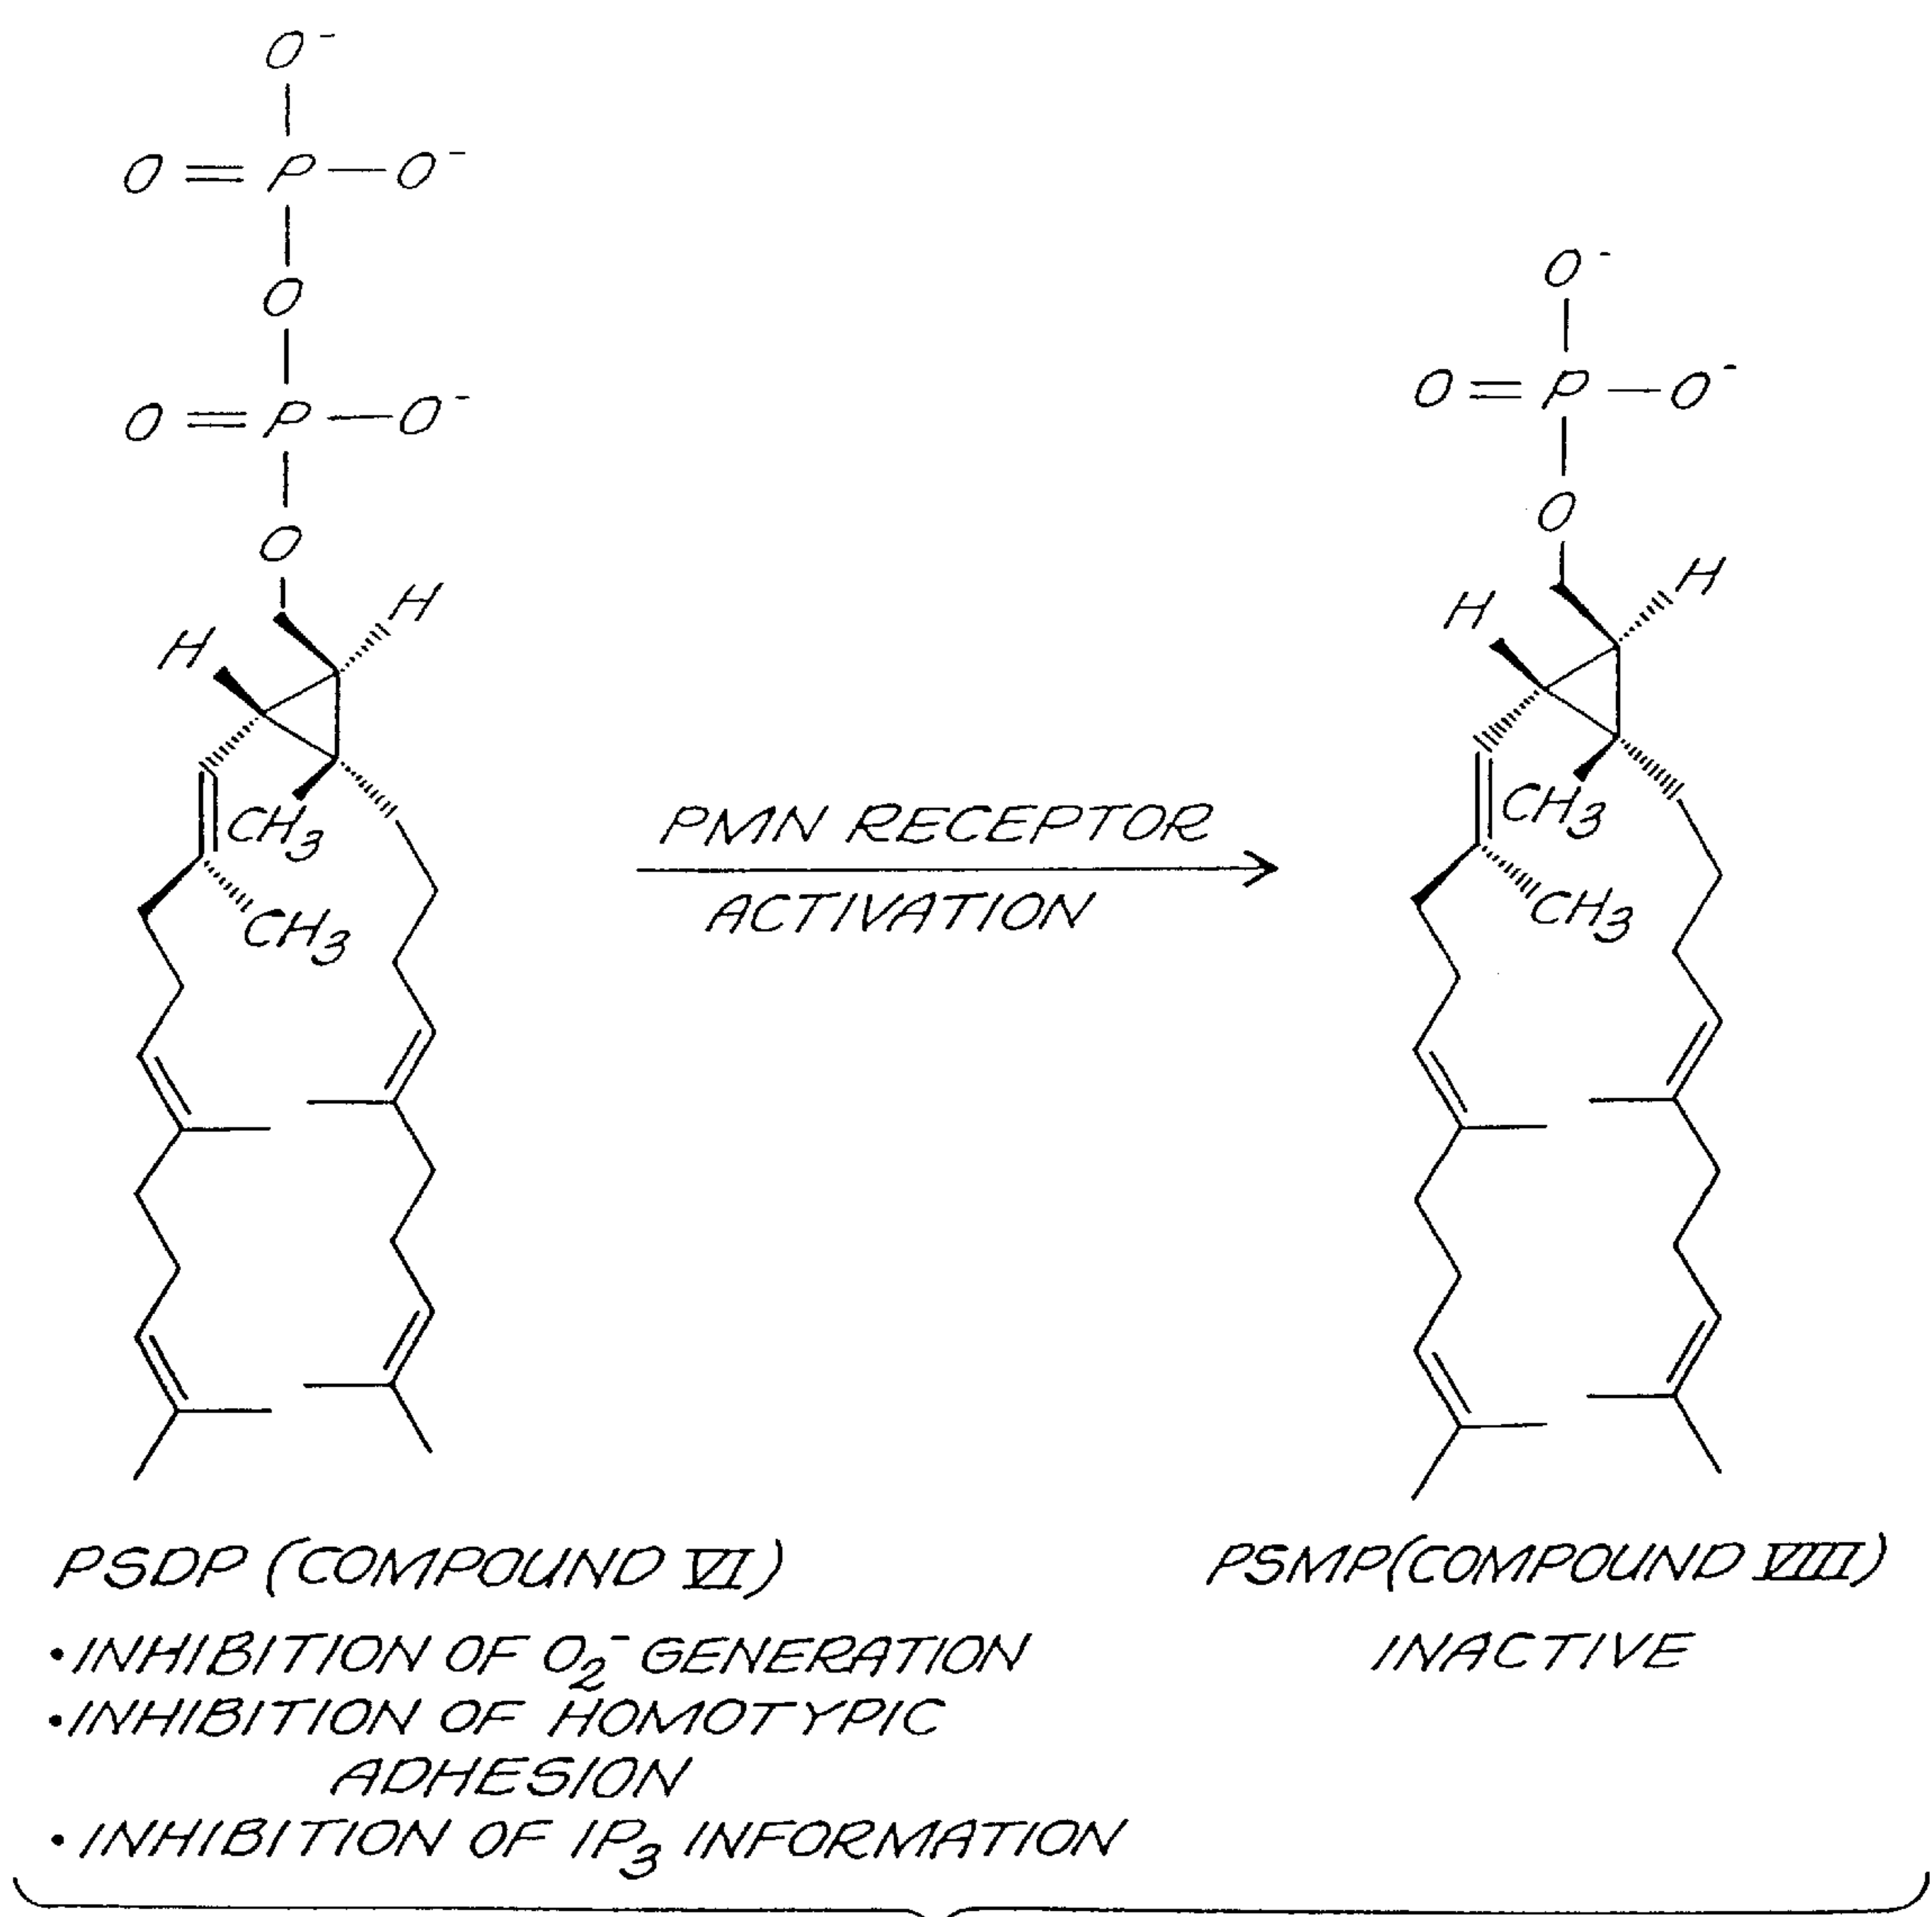 O⁻
O = P — O⁻
O
O = P — O⁻
O
H
H
CH₃
CH₃
PMN RECEPTOR
ACTIVATION
O⁻
O = P — O⁻
O
H
H
CH₃
CH₃
PSDP (COMPOUND VI)
•INHIBITION OF O₂⁻ GENERATION
•INHIBITION OF HOMOTYPIC
ADHESION
•INHIBITION OF IP₃ INFORMATION
PSMP(COMPOUND VIII)
INACTIVE